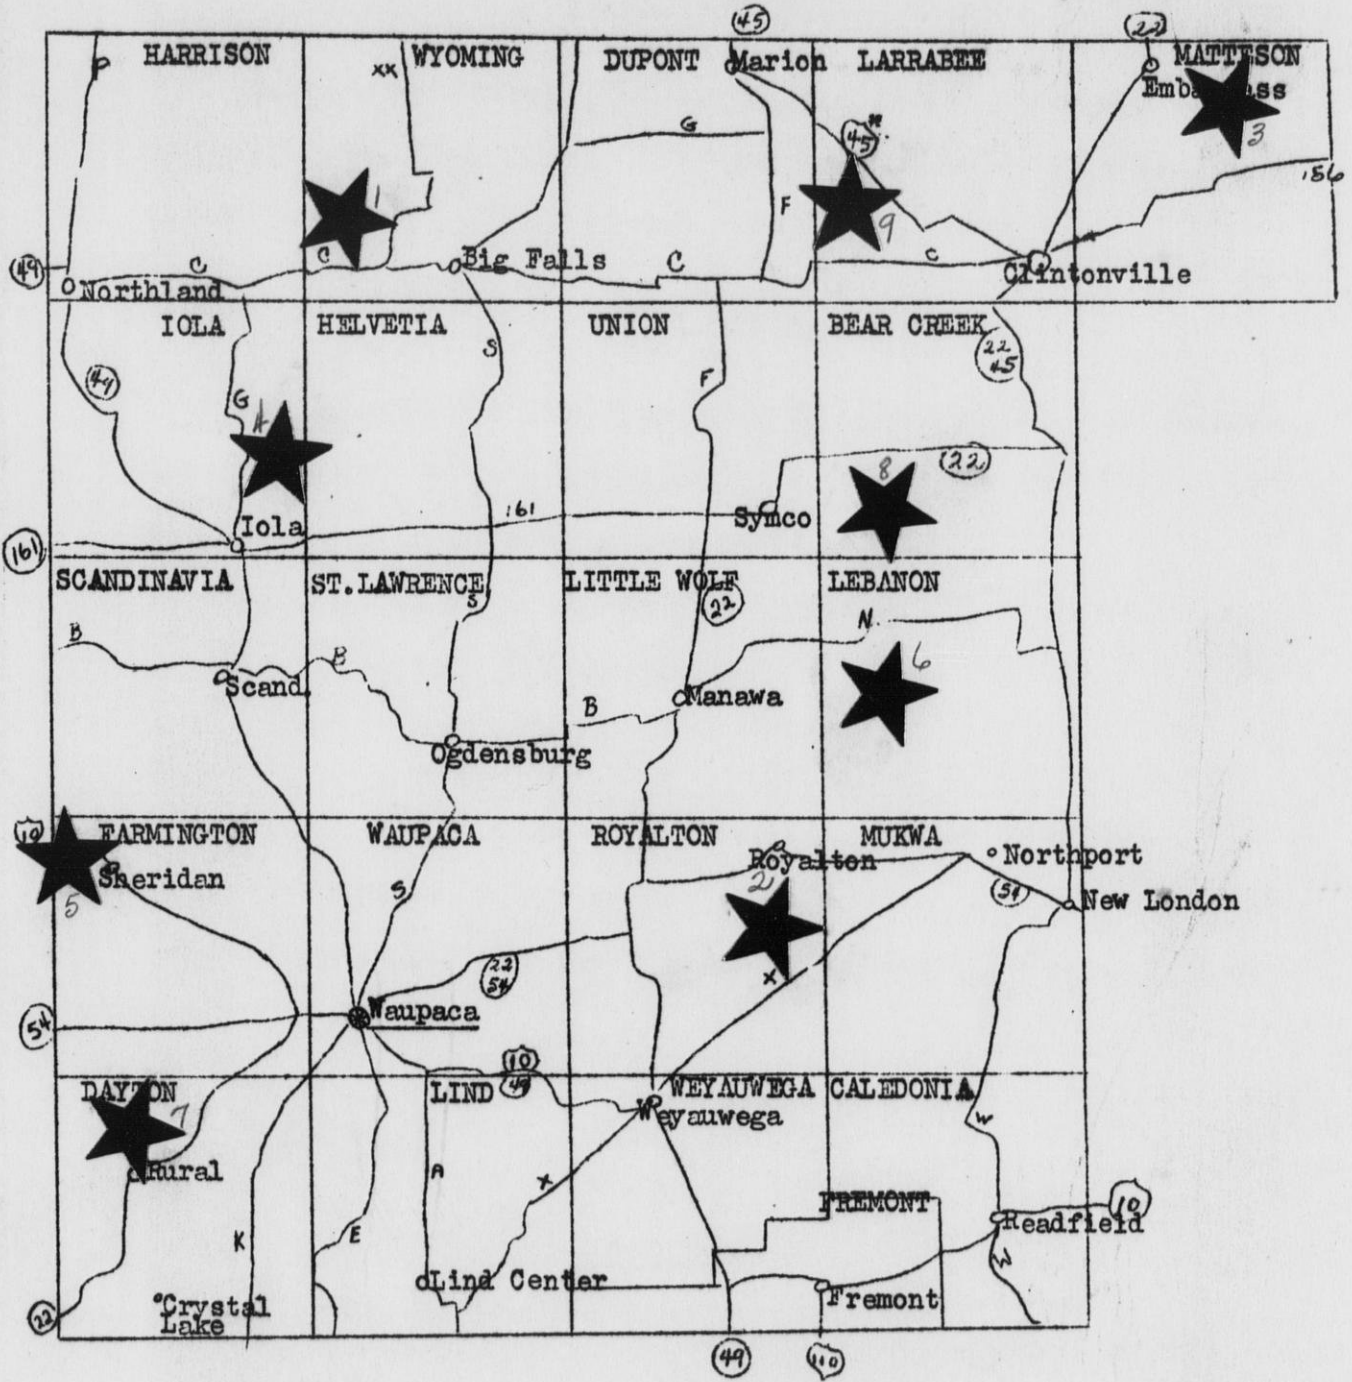 45
22
HARRISON WYOMING DUPONT Marion LARRABEE MATTESON
P
XX
Emba ass
G
45
3
156
1
F
9
49
C
C
Big Falls
C
C
Clintonville
Northland
IOLA HELVETIA UNION BEAR CREEK
S
22
45
49
F
G
4
8
22
161
Symco
Iola
161
SCANDINAVIA ST.LAWRENCE LITTLE WOLF LEBANON
S
22
N
B
B
6
Scand.
Manawa
B
Ogdensburg
10
FARMINGTON WAUPACA ROYALTON MUKWA
Royalton
Northport
Sheridan
2
S
54
New London
5
22
54
X
Waupaca
54
10
49
DAYTON LIND WEYAUWEGA CALEDONIA
Weyauwega
7
W
Rural
A
X
FREMONT
10
Readfield
K
E
W
Lind Center
Crystal
Lake
Fremont
22
49
110